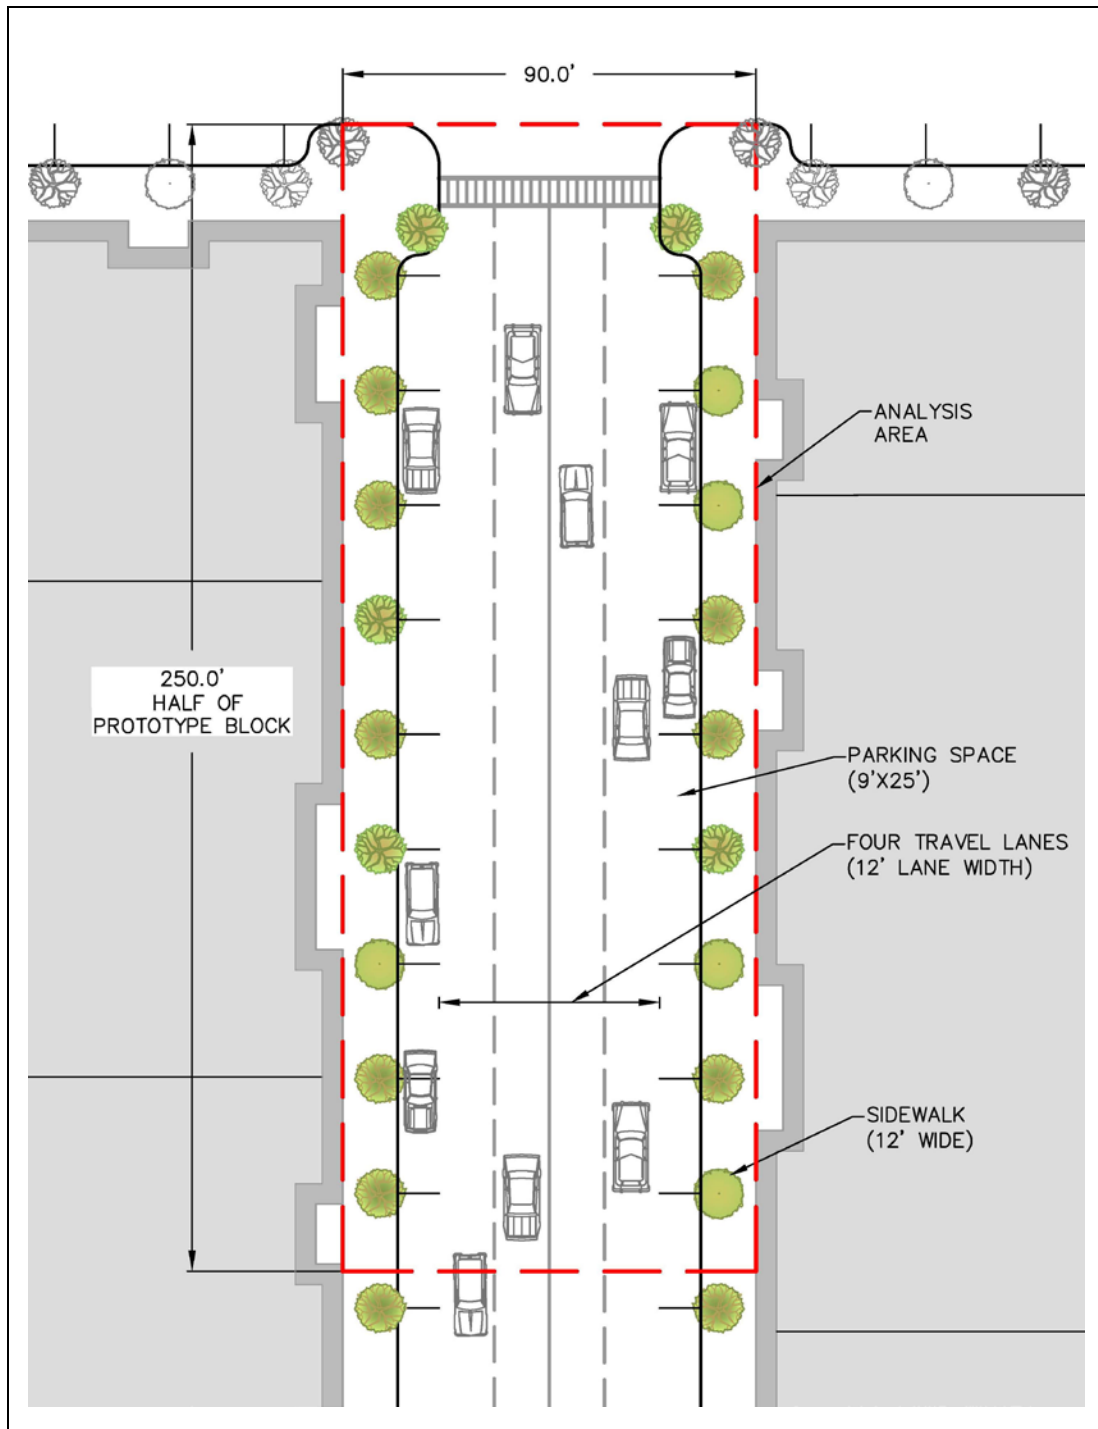 90.0'
ANALYSIS
AREA
250.0'
HALF OF
PROTOTYPE BLOCK
PARKING SPACE
(9'X25')
FOUR TRAVEL LANES
(12' LANE WIDTH)
SIDEWALK
(12' WIDE)